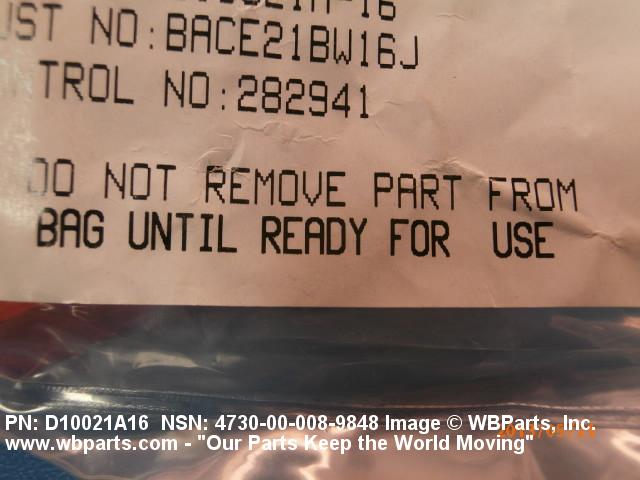 UST NO:BACE21BW16J
TROL NO:282941
DO NOT REMOVE PART FROM
BAG UNTIL READY FOR USE
PN: D10021A16 NSN: 4730-00-008-9848 Image © WBParts, Inc.
www.wbparts.com - "Our Parts Keep the World Moving"